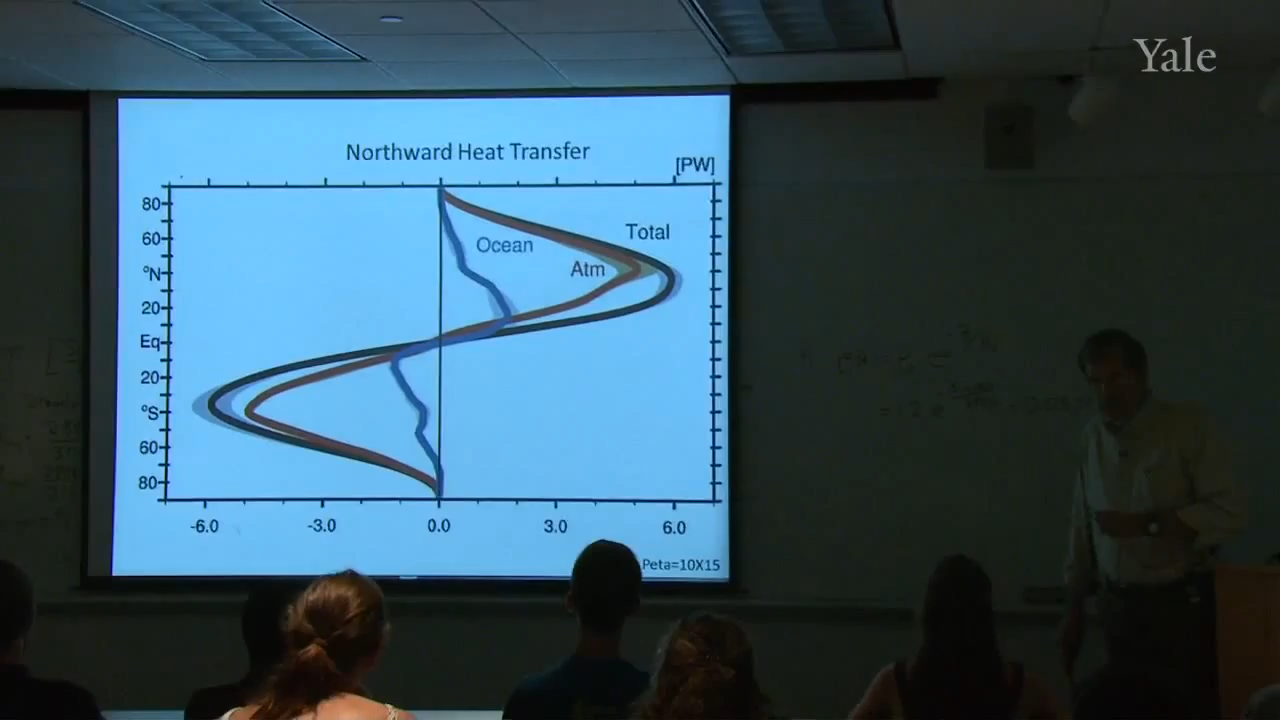 Yale
Northward Heat Transfer
[PW]
80
60
Total
Ocean
°N
Atm
20
Eq
20
°S
60
80
-6.0 -3.0 0.0 3.0 6.0
Peta=10X15